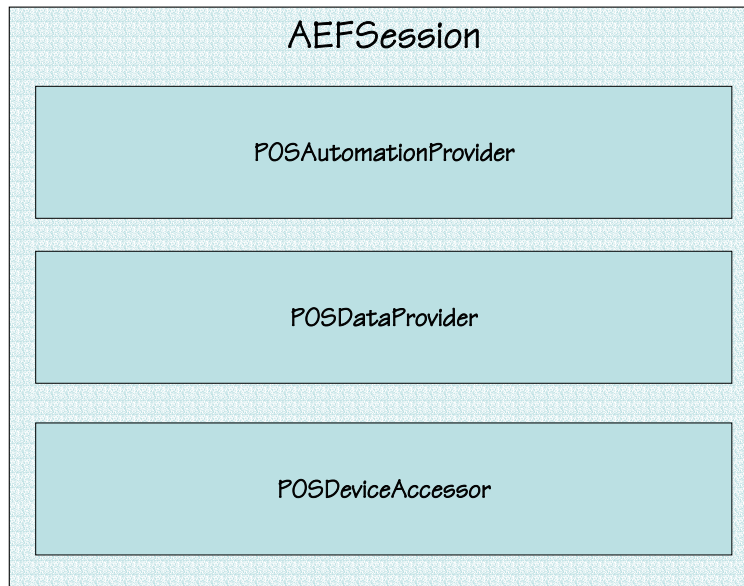 AEFSession
POSAutomationProvider
POSDataProvider
POSDeviceAccessor